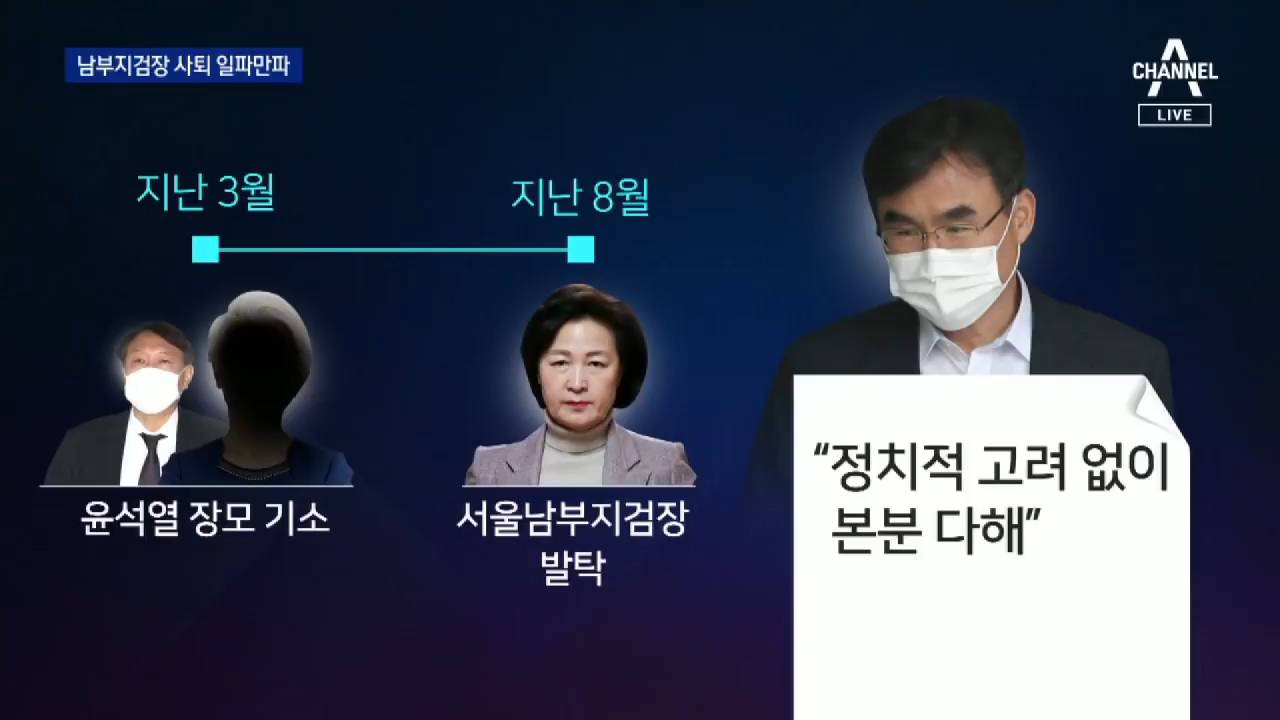 남부지검장 사퇴 일파만파
CHANNEL A
LIVE
지난 3월
지난 8월
윤석열 장모 기소
서울남부지검장
발탁
“정치적 고려 없이
본분 다해”